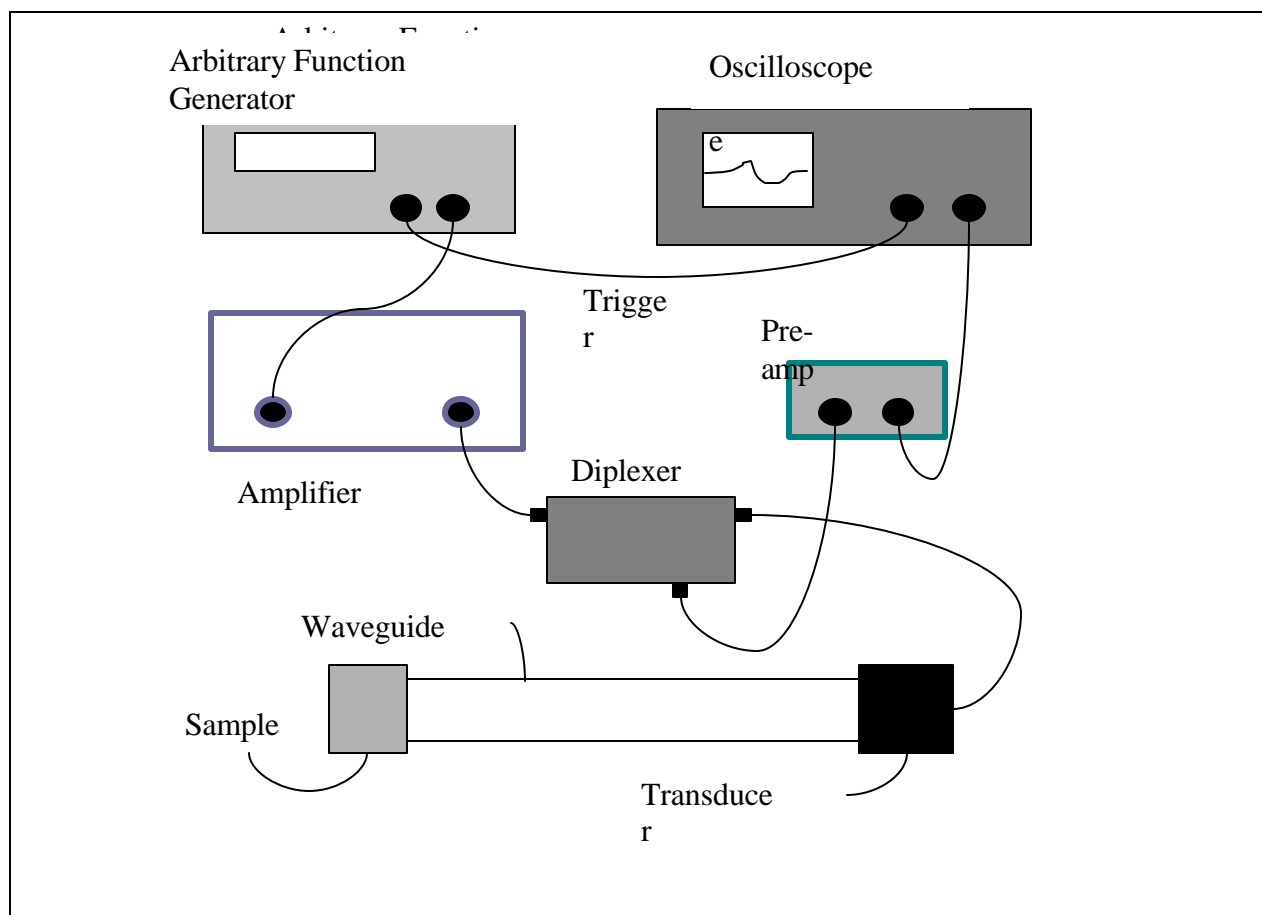 Arbitrary Function
Generator
Oscilloscope
e
Trigge
r
Pre-
amp
Diplexer
Amplifier
Waveguide
Sample
Transduce
r